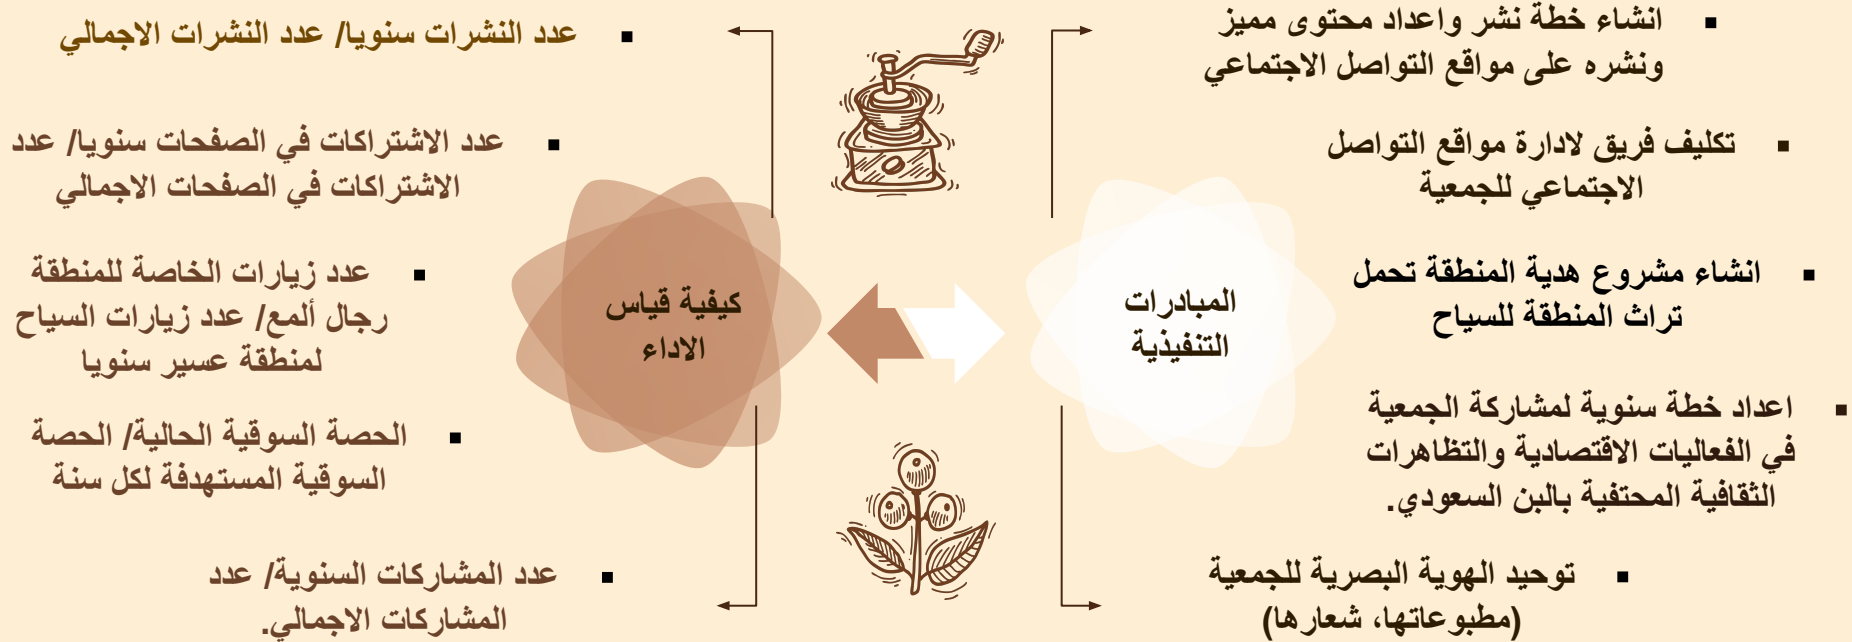 انشاء خطة نشر واعداد محتوى مميز
ونشره على مواقع التواصل الاجتماعي
تكليف فريق لادارة مواقع التواصل
الاجتماعي للجمعية
انشاء مشروع هدية المنطقة تحمل
تراث المنطقة للسياح
اعداد خطة سنوية لمشاركة الجمعية
في الفعاليات الاقتصادية والتظاهرات
الثقافية المحتفية بالبن السعودي.
توحيد الهوية البصرية للجمعية
(مطبوعاتها، شعارها)
المبادرات
التنفيذية
كيفية قياس
الاداء
عدد النشرات سنويا/ عدد النشرات الاجمالي
عدد الاشتراكات في الصفحات سنويا/ عدد
الاشتراكات في الصفحات الاجمالي
عدد زيارات الخاصة للمنطقة
رجال ألمع/ عدد زيارات السياح
لمنطقة عسير سنويا
الحصة السوقية الحالية/ الحصة
السوقية المستهدفة لكل سنة
عدد المشاركات السنوية/ عدد
المشاركات الاجمالي.